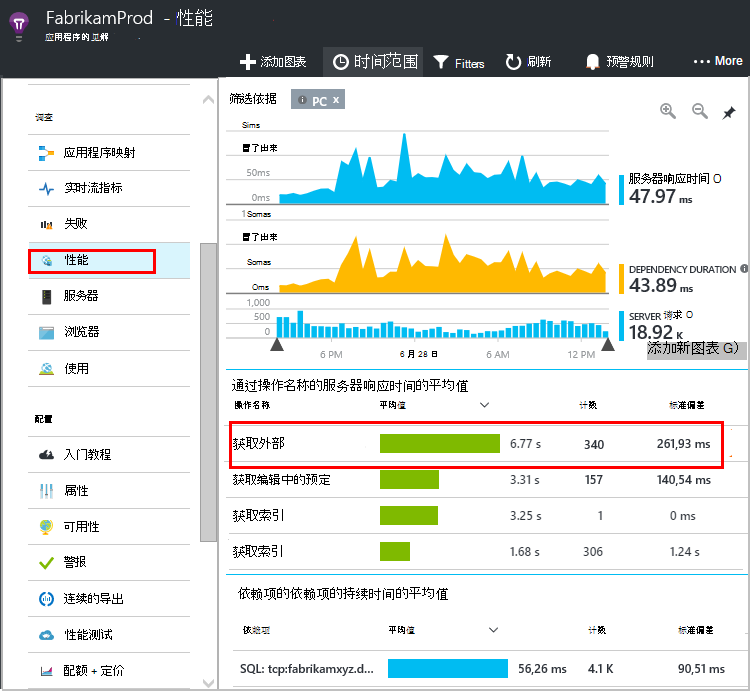 FabrikamProd - 性能
应用程序的见解
添加图表 时间范围 Fitters 刷新 预警规则 ... More
调查
应用程序映射
实时流指标
失败
性能
服务器
浏览器
使用
配置
入门教程
属性
可用性
警报
连续的导出
性能测试
配额 + 定价
筛选依据 PC x
Sims
冒了出来
50ms
0ms
服务器响应时间 O
47.97 ms
1 Somas
冒了出来
Somas
Oms
DEPENDENCY DURATION
43.89 ms
1,000
500
0
SERVER 请求 O
18.92 K
6 PM 6 月 28 日 6 AM 12 PM
添加新图表 G)
通过操作名称的服务器响应时间的平均值
操作名称 平均值 计数 标准偏差
获取外部 6.77 s 340 261,93 ms
获取编辑中的预定 3.31 s 157 140,54 ms
获取索引 3.25 s 1 0 ms
获取索引 1.68 s 306 1.24 s
依赖项的依赖项的持续时间的平均值
依赖项 平均值 计数 标准偏差
SQL: tcp:fabrikamxyz.d... 56,26 ms 4.1 K 90,51 ms